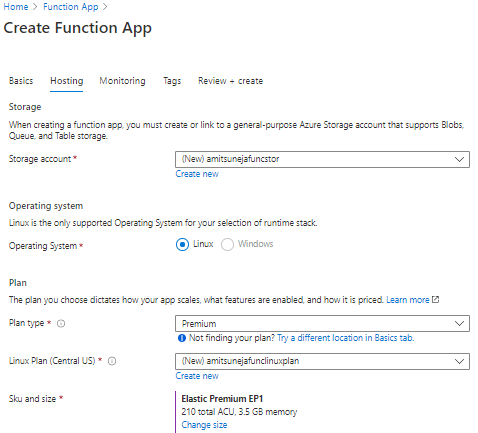 Home > Function App >
Create Function App
Basics Hosting Monitoring Tags Review + create
Storage
When creating a function app, you must create or link to a general-purpose Azure Storage account that supports Blobs,
Queue, and Table storage.
Storage account * (New) amitsunejafuncstor
Create new
Operating system
Linux is the only supported Operating System for your selection of runtime stack.
Operating System * Linux Windows
Plan
The plan you choose dictates how your app scales, what features are enabled, and how it is priced. Learn more
Plan type * Premium
Not finding your plan? Try a different location in Basics tab.
Linux Plan (Central US) * (New) amitsunejafunclinuxplan
Create new
Sku and size * Elastic Premium EP1
210 total ACU, 3.5 GB memory
Change size